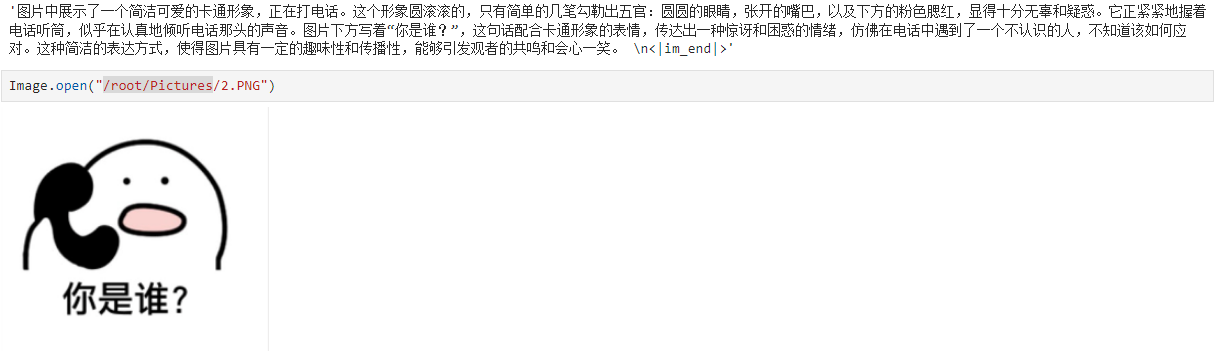 '图片中展示了一个简洁可爱的卡通形象，正在打电话。这个形象圆滚滚的，只有简单的几笔勾勒出五官：圆圆的眼睛，张开的嘴巴，以及下方的粉色腮红，显得十分无辜和疑惑。它正紧紧地握着
电话听筒，似乎在认真地倾听电话那头的声音。图片下方写着“你是谁？”，这句话配合卡通形象的表情，传达出一种惊讶和困惑的情绪，仿佛在电话中遇到了一个不认识的人，不知道该如何应
对。这种简洁的表达方式，使得图片具有一定的趣味性和传播性，能够引发观者的共鸣和会心一笑。 \n<|im_end|>'
Image.open("/root/Pictures/2.PNG")
你是谁?